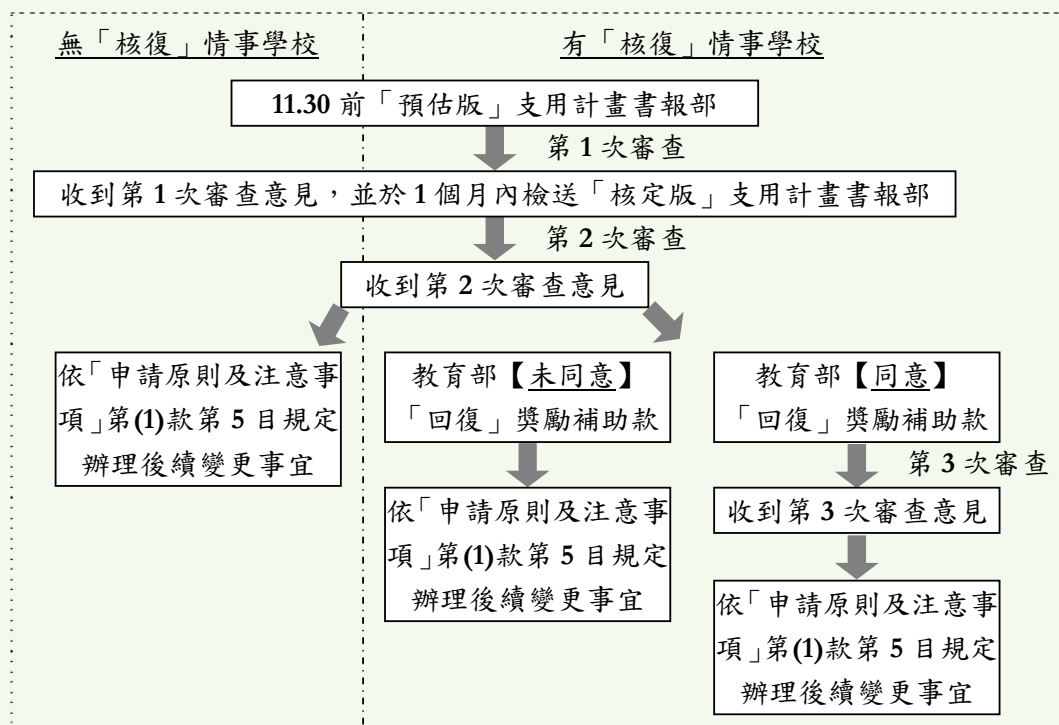 無「核復」情事學校
有「核復」情事學校
11.30 前「預估版」支用計畫書報部
第 1 次審查
收到第 1 次審查意見，並於 1 個月內檢送「核定版」支用計畫書報部
第 2 次審查
收到第 2 次審查意見
依「申請原則及注意事
項」第(1)款第 5 目規定
辦理後續變更事宜
教育部【未同意】
「回復」獎勵補助款
依「申請原則及注意事
項」第(1)款第 5 目規定
辦理後續變更事宜
教育部【同意】
「回復」獎勵補助款
第 3 次審查
收到第 3 次審查意見
依「申請原則及注意事
項」第(1)款第 5 目規定
辦理後續變更事宜